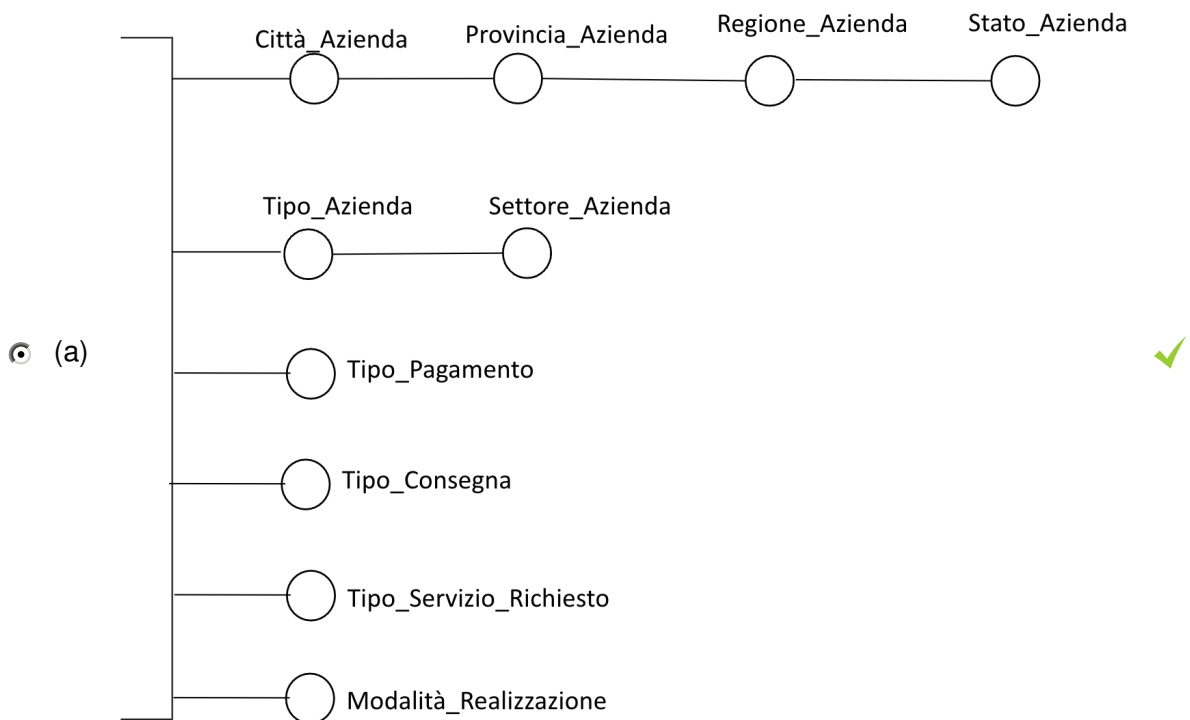 Città_Azienda Provincia_Azienda Regione_Azienda Stato_Azienda
Tipo_Azienda Settore_Azienda
(a)
Tipo_Pagamento
Tipo_Consegna
Tipo_Servizio_Richiesto
Modalità_Realizzazione